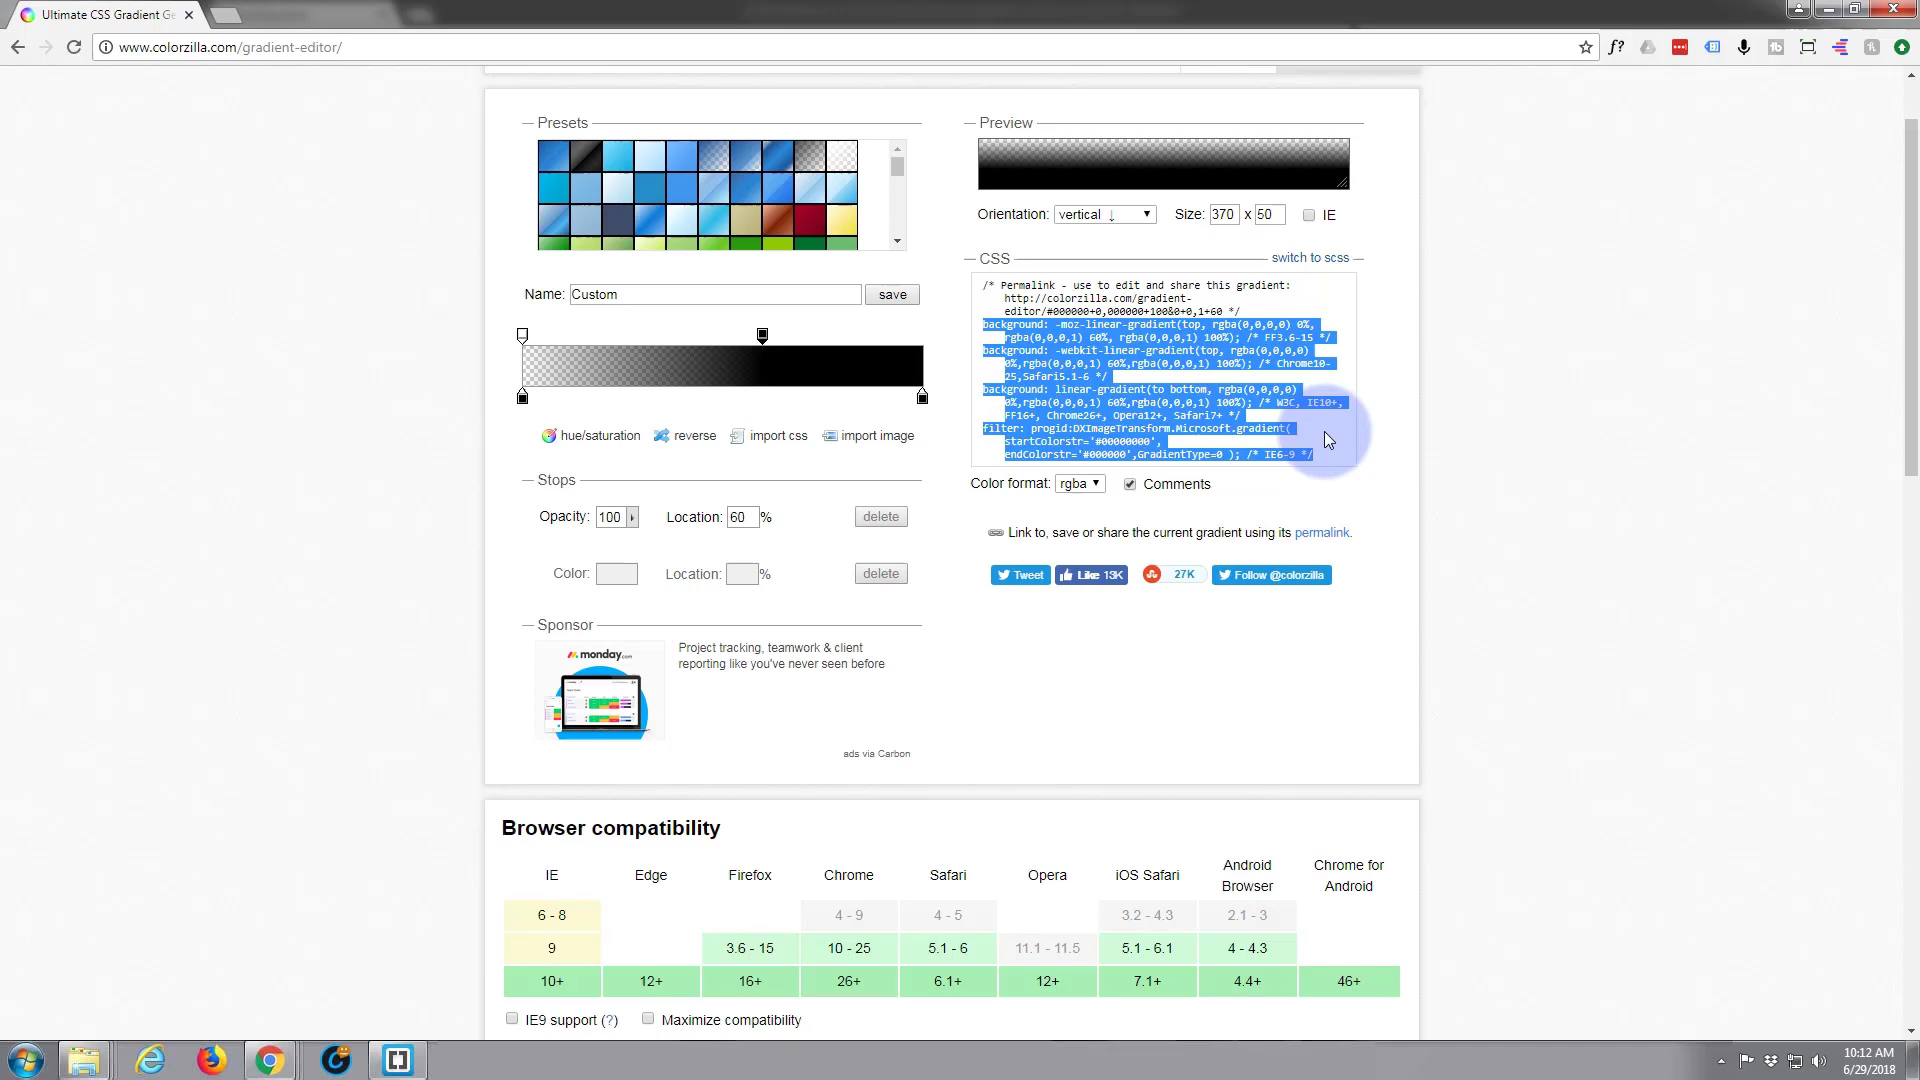 Ultimate CSS Gradient Ge
www.colorzilla.com/gradient-editor/
f?
Presets
Name: Custom
save
hue/saturation
reverse
import css
import image
Stops
Opacity: 100
Location: 60 %
delete
Color:
Location: %
delete
Sponsor
monday.com
Project tracking, teamwork & client
reporting like you've never seen before
ads via Carbon
Preview
Orientation: vertical ↓
Size: 370 x 50
IE
CSS
switch to scss
/* Permalink - use to edit and share this gradient:
http://colorzilla.com/gradient-
editor/#000000+0,000000+100&0+0,1+60 */
background: -moz-linear-gradient(top, rgba(0,0,0,0) 0%,
rgba(0,0,0,1) 60%, rgba(0,0,0,1) 100%); /* FF3.6-15 */
background: -webkit-linear-gradient(top, rgba(0,0,0,0)
0%,rgba(0,0,0,1) 60%,rgba(0,0,0,1) 100%); /* Chrome10-
25,Safari5.1-6 */
background: linear-gradient(to bottom, rgba(0,0,0,0)
0%,rgba(0,0,0,1) 60%,rgba(0,0,0,1) 100%); /* W3C, IE10+,
FF16+, Chrome26+, Opera12+, Safari7+ */
filter: progid:DXImageTransform.Microsoft.gradient(
startColorstr='#00000000',
endColorstr='#000000',GradientType=0 ); /* IE6-9 */
Color format: rgba
Comments
Link to, save or share the current gradient using its permalink.
Tweet
Like 13K
27K
Follow @colorzilla
Browser compatibility
IE Edge Firefox Chrome Safari Opera iOS Safari Android Browser Chrome for Android
6 - 8 4 - 9 4 - 5 3.2 - 4.3 2.1 - 3
9 3.6 - 15 10 - 25 5.1 - 6 11.1 - 11.5 5.1 - 6.1 4 - 4.3
10+ 12+ 16+ 26+ 6.1+ 12+ 7.1+ 4.4+ 46+
IE9 support (?)
Maximize compatibility
10:12 AM
6/29/2018